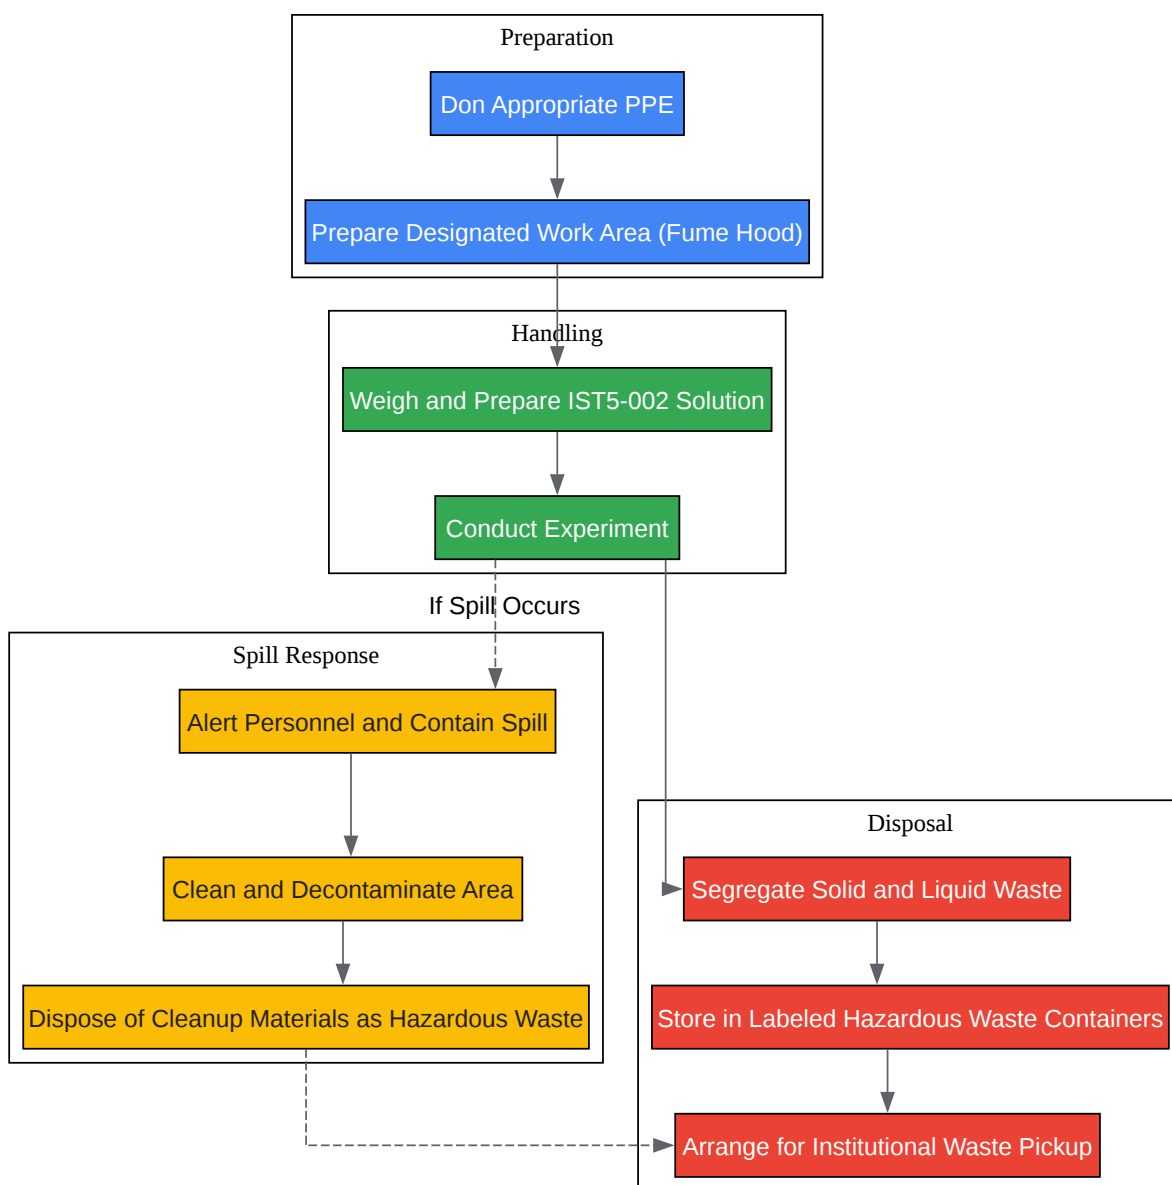 Preparation
Don Appropriate PPE
Prepare Designated Work Area (Fume Hood)
Handling
Weigh and Prepare IST5-002 Solution
Conduct Experiment
If Spill Occurs
Spill Response
Alert Personnel and Contain Spill
Clean and Decontaminate Area
Dispose of Cleanup Materials as Hazardous Waste
Disposal
Segregate Solid and Liquid Waste
Store in Labeled Hazardous Waste Containers
Arrange for Institutional Waste Pickup